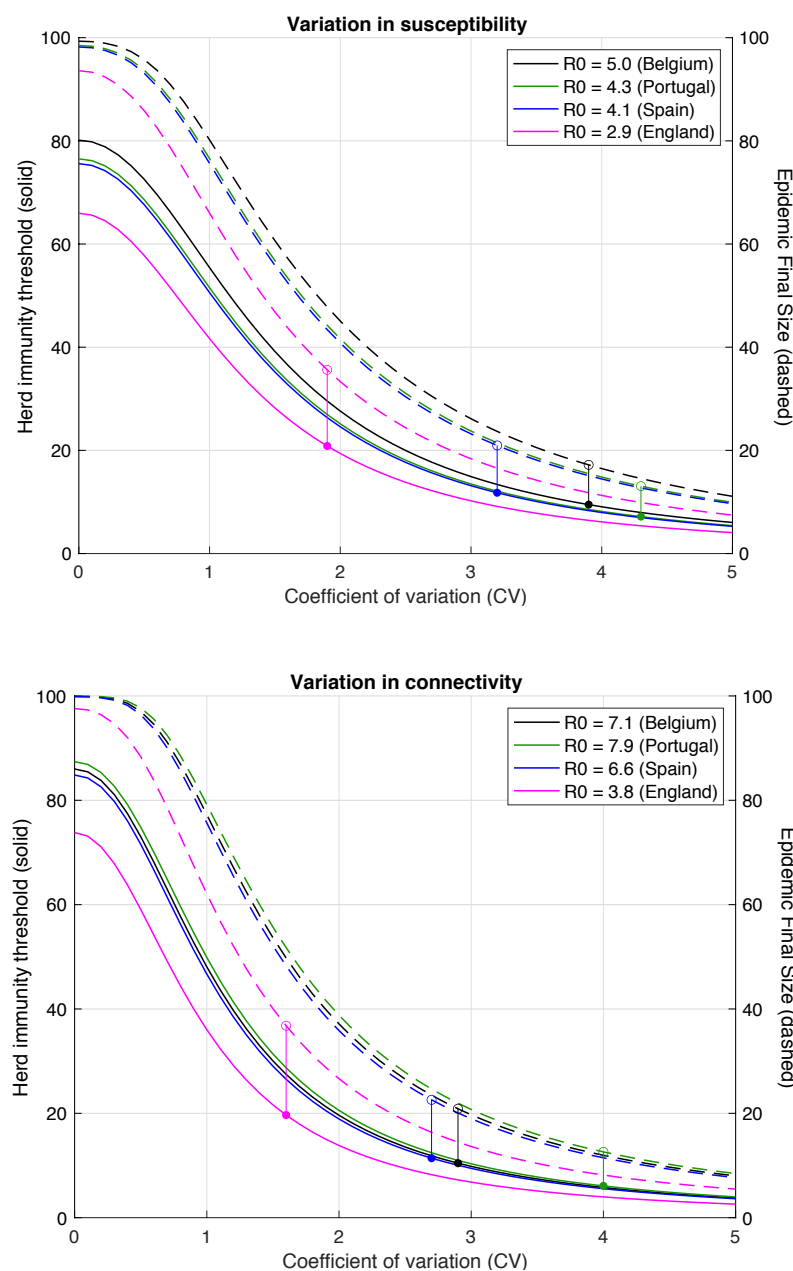 Variation in susceptibility
100
80
60
40
20
0
Herd immunity threshold (solid)
R0 = 5.0 (Belgium)
R0 = 4.3 (Portugal)
R0 = 4.1 (Spain)
R0 = 2.9 (England)
100
80
60
40
20
0
Epidemic Final Size (dashed)
0 1 2 3 4 5
Coefficient of variation (CV)
Variation in connectivity
100
80
60
40
20
0
Herd immunity threshold (solid)
R0 = 7.1 (Belgium)
R0 = 7.9 (Portugal)
R0 = 6.6 (Spain)
R0 = 3.8 (England)
100
80
60
40
20
0
Epidemic Final Size (dashed)
0 1 2 3 4 5
Coefficient of variation (CV)